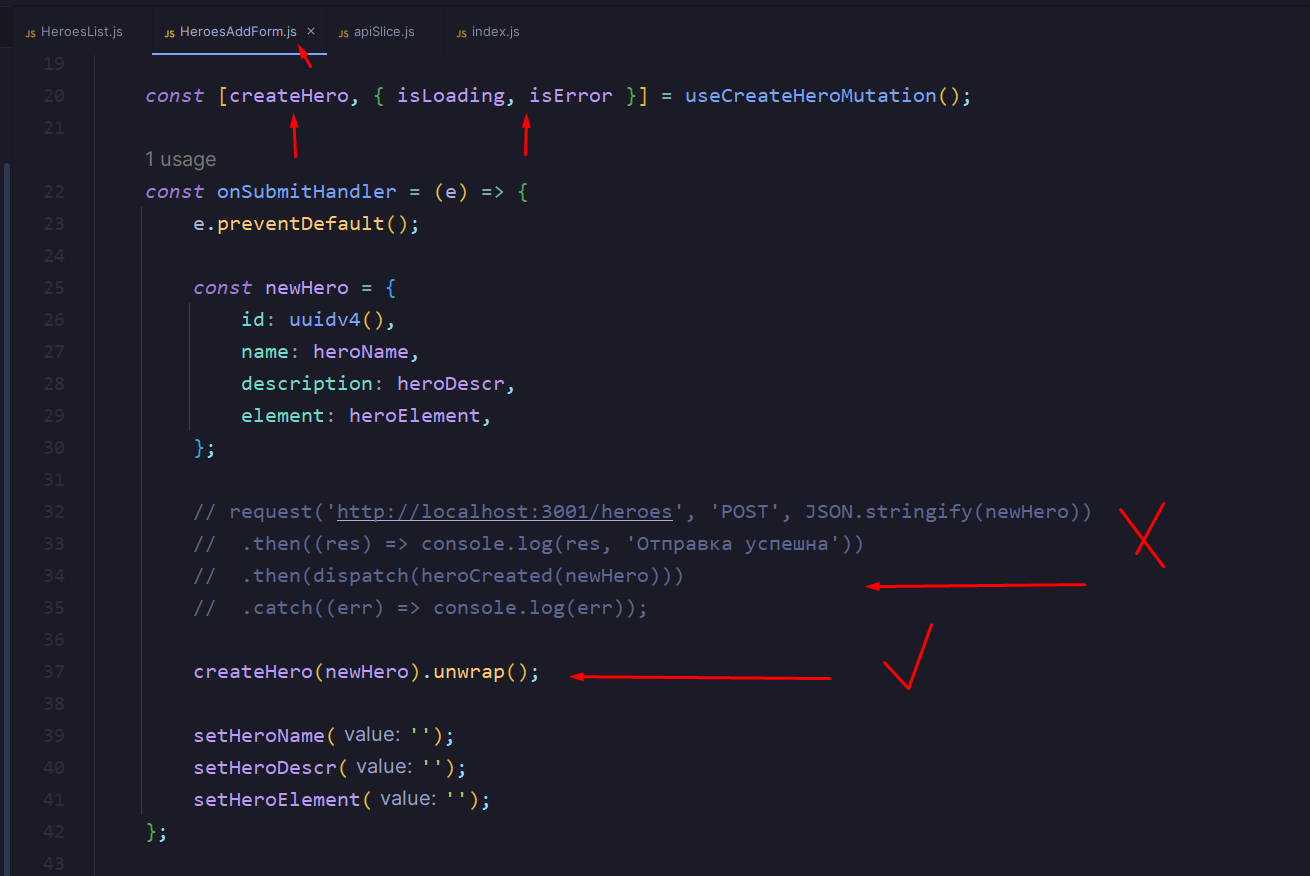 JS HeroesList.js JS HeroesAddForm.js × JS apiSlice.js JS index.js
19
20 const [createHero, { isLoading, isError }] = useCreateHeroMutation();
21
1 usage
22 const onSubmitHandler = (e) => {
23 e.preventDefault();
24
25 const newHero = {
26 id: uuidv4(),
27 name: heroName,
28 description: heroDescr,
29 element: heroElement,
30 };
31
32 // request('http://localhost:3001/heroes', 'POST', JSON.stringify(newHero))
33 // .then((res) => console.log(res, 'Отправка успешна'))
34 // .then(dispatch(heroCreated(newHero)))
35 // .catch((err) => console.log(err));
36
37 createHero(newHero).unwrap();
38
39 setHeroName( value: '');
40 setHeroDescr( value: '');
41 setHeroElement( value: '');
42 };
43